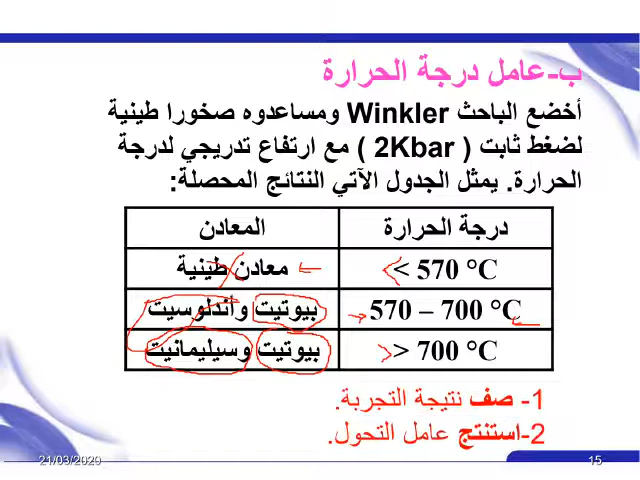 ب-عامل درجة الحرارة
أخضع الباحث Winkler ومساعدوه صخورا طينية
لضغط ثابت ( 2Kbar ) مع ارتفاع تدريجي لدرجة
الحرارة. يمثل الجدول الآتي النتائج المحصلة:
درجة الحرارة المعادن
< 570 °C معادن طينية
570 – 700 °C بيوتيت وأندلوسيت
> 700 °C بيوتيت وسيليمانيت
1- صف نتيجة التجربة.
2-استنتج عامل التحول.
21/03/2020 15